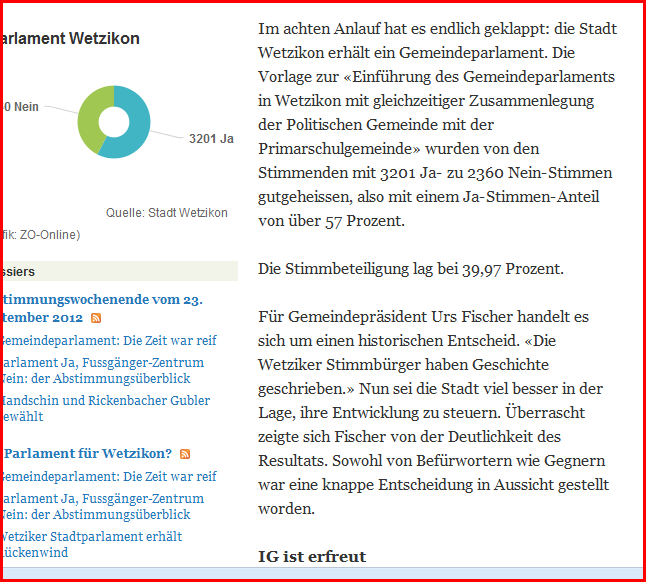 arlament Wetzikon
0 Nein
3201 Ja
Quelle: Stadt Wetzikon
fik: ZO-Online)
ssiers
timmungswochenende vom 23.
tember 2012
Gemeindeparlament: Die Zeit war reif
arlament Ja, Fussgänger-Zentrum
Nein: der Abstimmungsüberblick
Handschin und Rickenbacher Gubler
ewählt
Parlament für Wetzikon?
Gemeindeparlament: Die Zeit war reif
arlament Ja, Fussgänger-Zentrum
Nein: der Abstimmungsüberblick
Wetziker Stadtparlament erhält
ückenwind
Im achten Anlauf hat es endlich geklappt: die Stadt
Wetzikon erhält ein Gemeindeparlament. Die
Vorlage zur «Einführung des Gemeindeparlaments
in Wetzikon mit gleichzeitiger Zusammenlegung
der Politischen Gemeinde mit der
Primarschulgemeinde» wurden von den
Stimmenden mit 3201 Ja- zu 2360 Nein-Stimmen
gutgeheissen, also mit einem Ja-Stimmen-Anteil
von über 57 Prozent.
Die Stimmbeteiligung lag bei 39,97 Prozent.
Für Gemeindepräsident Urs Fischer handelt es
sich um einen historischen Entscheid. «Die
Wetziker Stimmbürger haben Geschichte
geschrieben.» Nun sei die Stadt viel besser in der
Lage, ihre Entwicklung zu steuern. Überrascht
zeigte sich Fischer von der Deutlichkeit des
Resultats. Sowohl von Befürwortern wie Gegnern
war eine knappe Entscheidung in Aussicht gestellt
worden.
IG ist erfreut